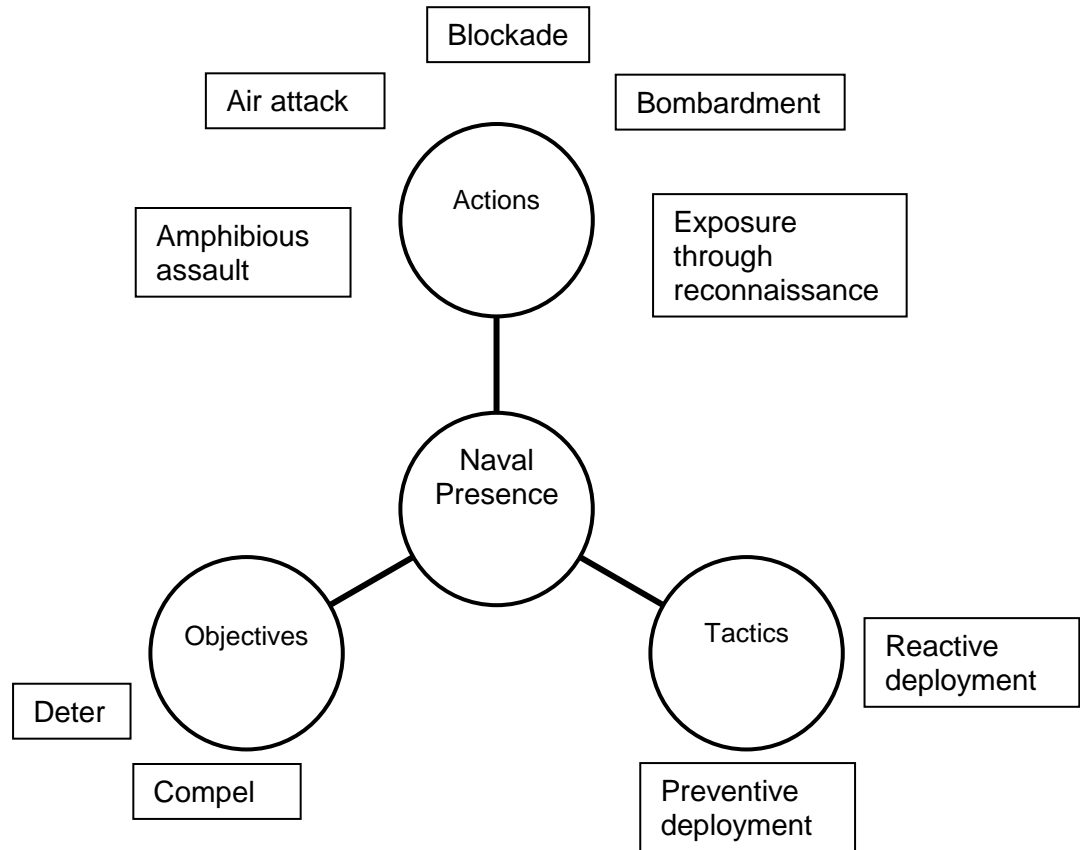 Blockade
Air attack
Bombardment
Actions
Amphibious
assault
Exposure
through
reconnaissance
Naval
Presence
Objectives
Tactics
Reactive
deployment
Deter
Compel
Preventive
deployment